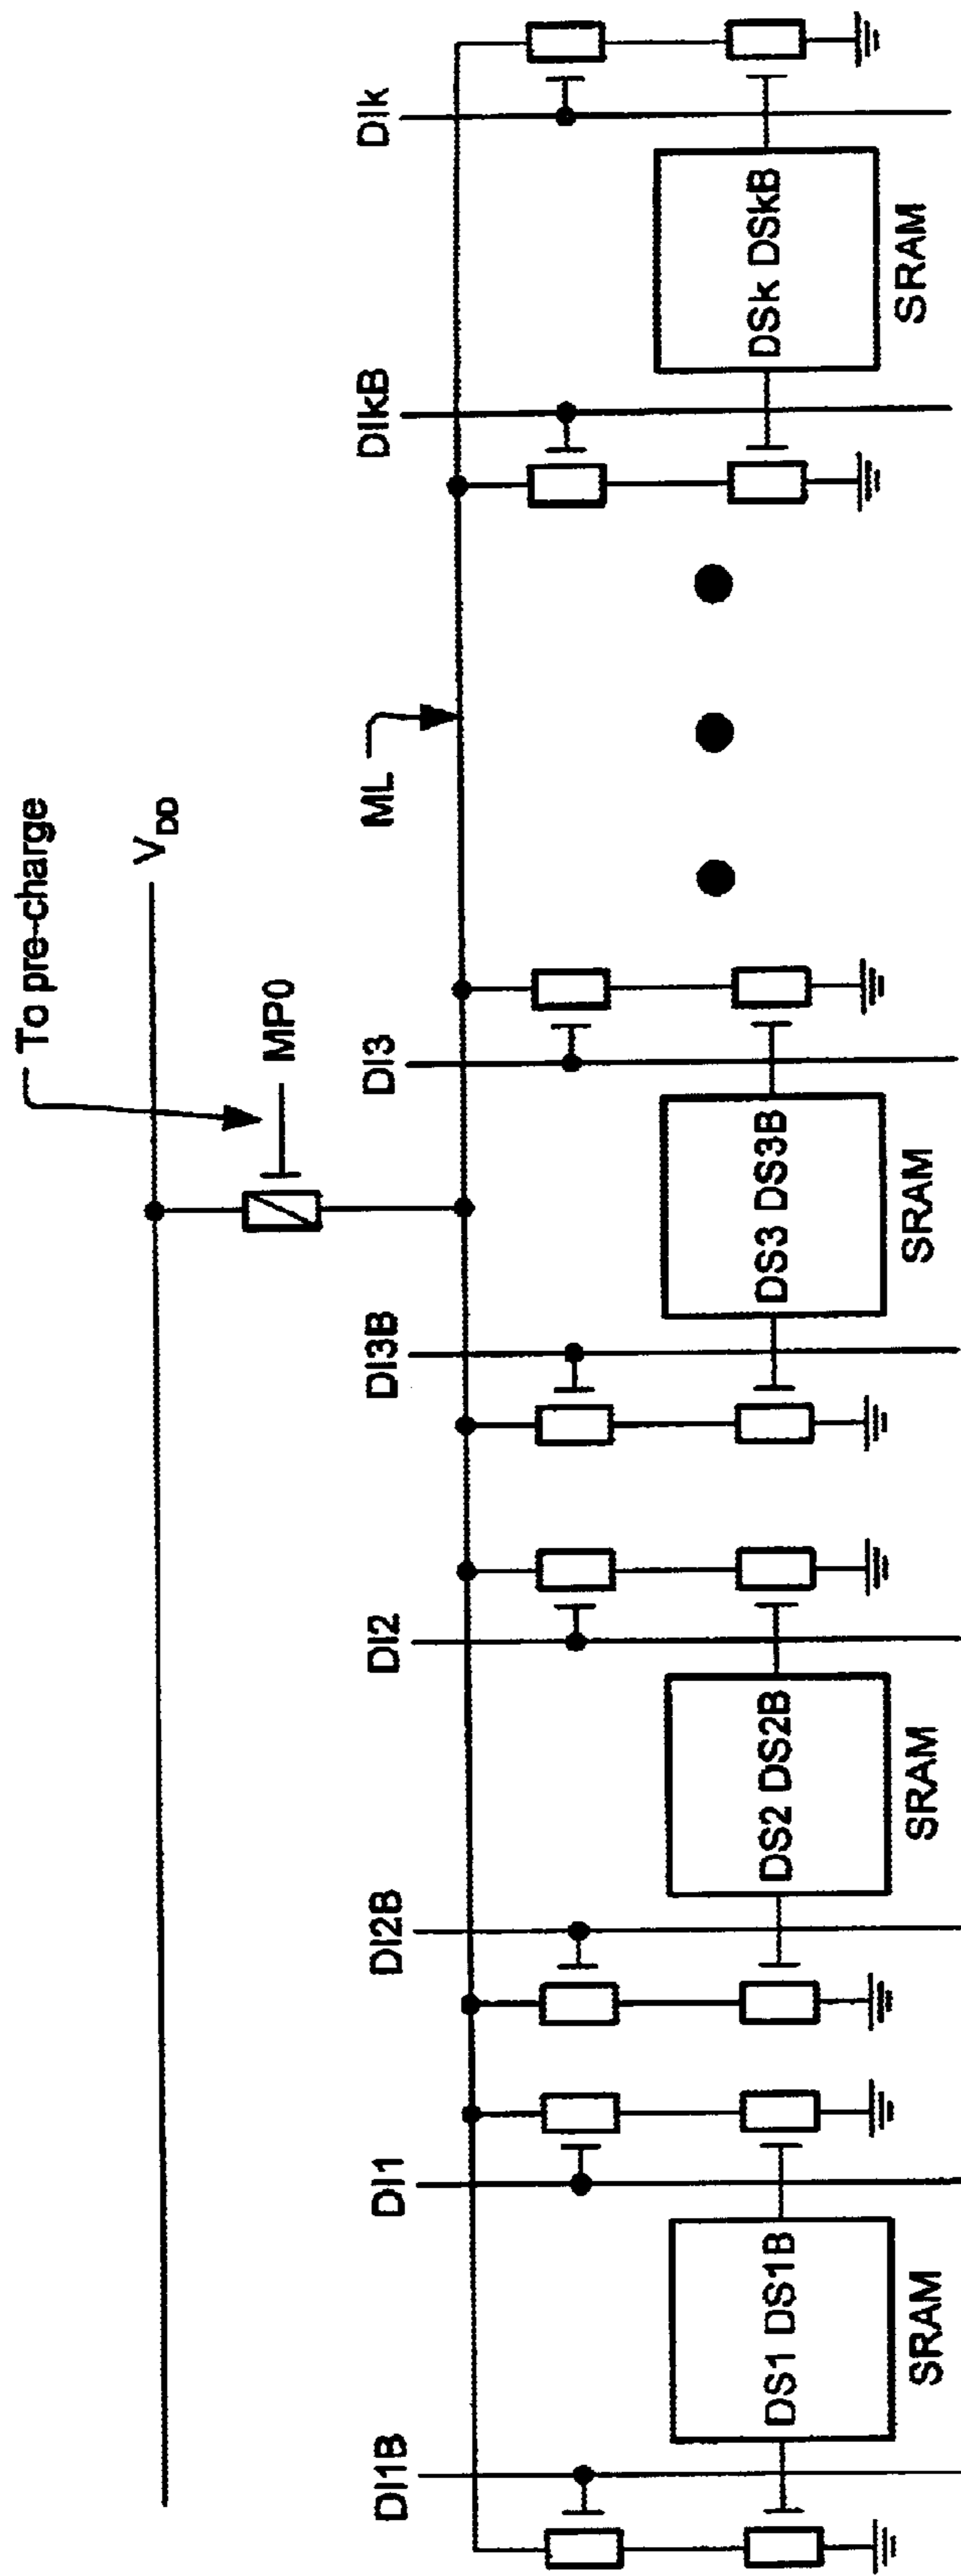 To pre-charge
VDD
MP0
ML
DI1B
DI1
DI2B
DI2
DI3B
DI3
DIkB
DIk
DS1 DS1B
DS2 DS2B
DS3 DS3B
DSk DSkB
SRAM
SRAM
SRAM
SRAM